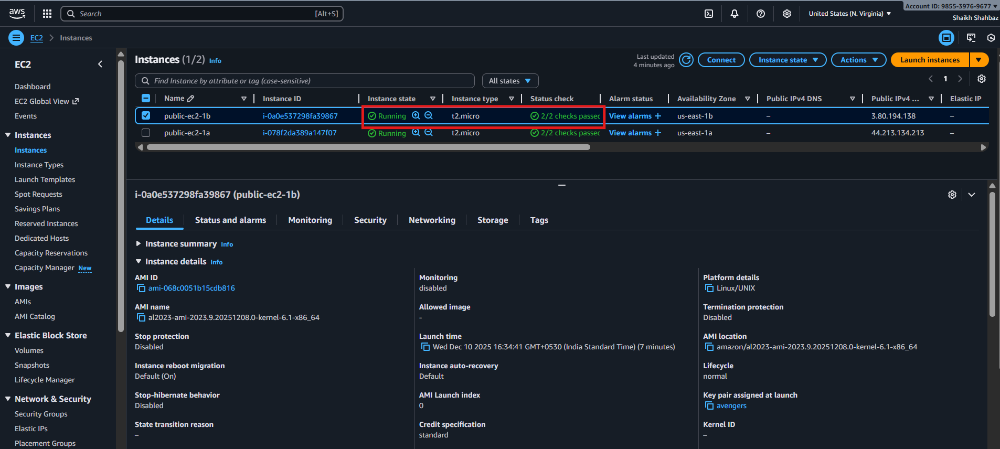 aws
Search [Alt+S]
United States (N. Virginia)
Account ID: 9855-3976-9677
Shaikh Shahbaz
EC2 Instances
EC2
Dashboard
EC2 Global View
Events
Instances
Instances
Instance Types
Launch Templates
Spot Requests
Savings Plans
Reserved Instances
Dedicated Hosts
Capacity Reservations
Capacity Manager New
Images
AMIs
AMI Catalog
Elastic Block Store
Volumes
Snapshots
Lifecycle Manager
Network & Security
Security Groups
Elastic IPs
Placement Groups
Instances (1/2) Info
Last updated
4 minutes ago
Connect Instance state Actions Launch instances
Find Instance by attribute or tag (case-sensitive) All states 1
Name Instance ID Instance state Instance type Status check Alarm status Availability Zone Public IPv4 DNS Public IPv4 ... Elastic IP
public-ec2-1b i-0a0e537298fa39867 Running t2.micro 2/2 checks passec View alarms + us-east-1b – 3.80.194.138 –
public-ec2-1a i-078f2da389a147f07 Running t2.micro 2/2 checks passec View alarms + us-east-1a – 44.213.134.213 –
i-0a0e537298fa39867 (public-ec2-1b)
Details Status and alarms Monitoring Security Networking Storage Tags
Instance summary Info
Instance details Info
AMI ID
ami-068c0051b15cdb816
AMI name
al2023-ami-2023.9.20251208.0-kernel-6.1-x86_64
Stop protection
Disabled
Instance reboot migration
Default (On)
Stop-hibernate behavior
Disabled
State transition reason
–
Monitoring
disabled
Allowed image
-
Launch time
Wed Dec 10 2025 16:34:41 GMT+0530 (India Standard Time) (7 minutes)
Instance auto-recovery
Default
AMI Launch index
0
Credit specification
standard
Platform details
Linux/UNIX
Termination protection
Disabled
AMI location
amazon/al2023-ami-2023.9.20251208.0-kernel-6.1-x86_64
Lifecycle
normal
Key pair assigned at launch
avengers
Kernel ID
–